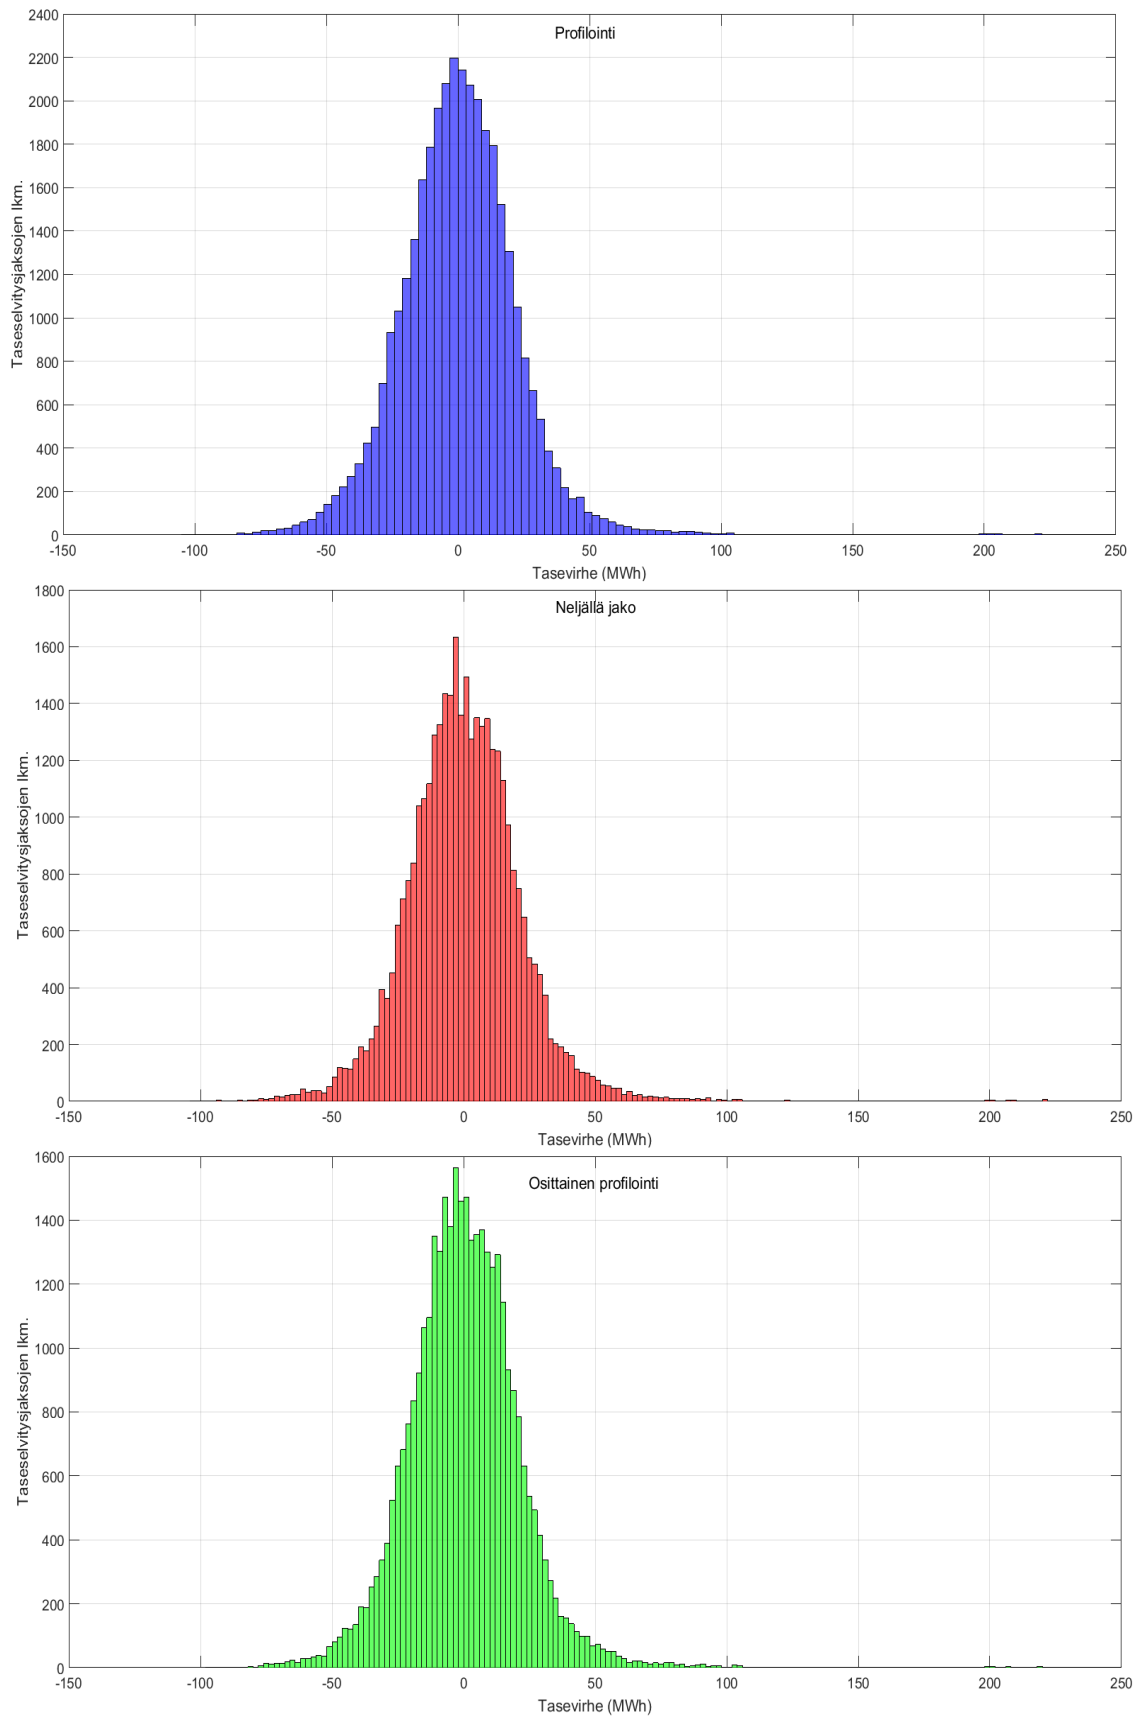 Profilointi
2400
2200
2000
1800
1600
1400
1200
1000
800
600
400
200
0
Taseselvitysjaksojen lkm.
-150 -100 -50 0 50 100 150 200 250
Tasevirhe (MWh)
Neljällä jako
1800
1600
1400
1200
1000
800
600
400
200
0
Taseselvitysjaksojen lkm.
-150 -100 -50 0 50 100 150 200 250
Tasevirhe (MWh)
Osittainen profilointi
1600
1400
1200
1000
800
600
400
200
0
Taseselvitysjaksojen lkm.
-150 -100 -50 0 50 100 150 200 250
Tasevirhe (MWh)